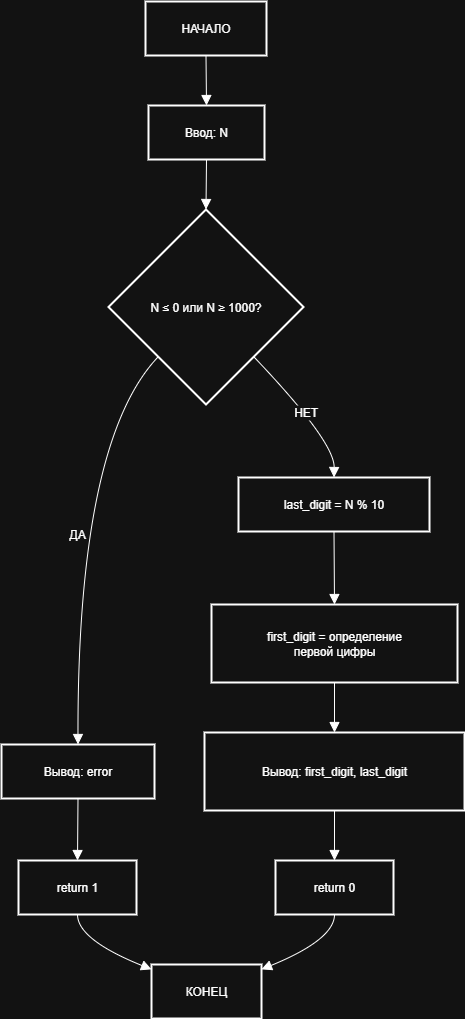 НАЧАЛО
Ввод: N
N ≤ 0 или N ≥ 1000?
НЕТ
last_digit = N % 10
ДА
first_digit = определение
первой цифры
Вывод: error
Вывод: first_digit, last_digit
return 1
return 0
КОНЕЦ